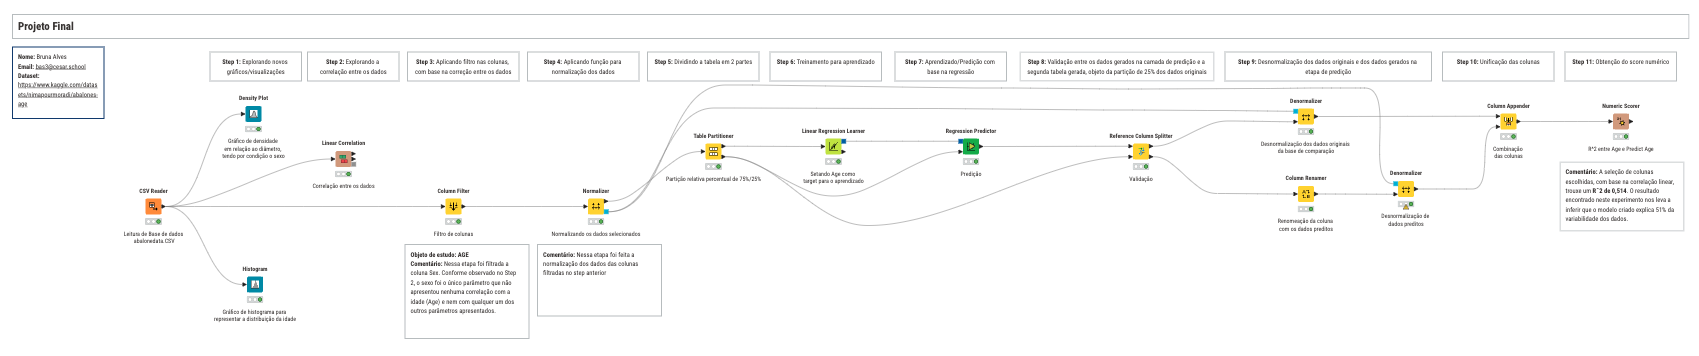 Projeto Final
Nome: Bruna Alves
Email: bas3@cesar.school
Dataset:
https://www.kaggle.com/datas
ets/nimapourmoradi/abalones-
age
Step 1: Explorando novos
gráficos/visualizações
Step 2: Explorando a
correlação entre os dados
Step 3: Aplicando filtro nas colunas,
com base na correção entre os dados
Step 4: Aplicando função para
normalização dos dados
Step 5: Dividindo a tabela em 2 partes
Step 6: Treinamento para aprendizado
Step 7: Aprendizado/Predição com
base na regressão
Step 8: Validação entre os dados gerados na camada de predição e a
segunda tabela gerada, objeto da partição de 25% dos dados originais
Step 9: Desnormalização dos dados originais e dos dados gerados na
etapa de predição
Step 10: Unificação das colunas
Step 11: Obtenção do score numérico
Density Plot
Gráfico de densidade
em relação ao diâmetro,
tendo por condição o sexo
Linear Correlation
Correlação entre os dados
CSV Reader
Leitura de Base de dados
abalonedata.CSV
Histogram
Gráfico de histograma para
representar a distribuição da idade
Column Filter
Filtro de colunas
Objeto de estudo: AGE
Comentário: Nessa etapa foi filtrada a
coluna Sex. Conforme observado no Step
2, o sexo foi o único parâmetro que não
apresentou nenhuma correlação com a
idade (Age) e nem com qualquer um dos
outros parâmetros apresentados.
Normalizer
Normalizando os dados selecionados
Comentário: Nessa etapa foi feita a
normalização dos dados das colunas
filtradas no step anterior
Table Partitioner
Partição relativa percentual de 75%/25%
Linear Regression Learner
Setando Age como
target para o aprendizado
Regression Predictor
Predição
Reference Column Splitter
Validação
Denormalizer
Desnormalização dos dados originais
da base de comparação
Column Renamer
Renomeação da coluna
com os dados preditos
Denormalizer
Desnormalização de
dados preditos
Column Appender
Combinação
das colunas
Numeric Scorer
R^2 entre Age e Predict Age
Comentário: A seleção de colunas
escolhidas, com base na correlação linear,
trouxe um R^2 de 0,514. O resultado
encontrado neste experimento nos leva a
inferir que o modelo criado explica 51% da
variabilidade dos dados.